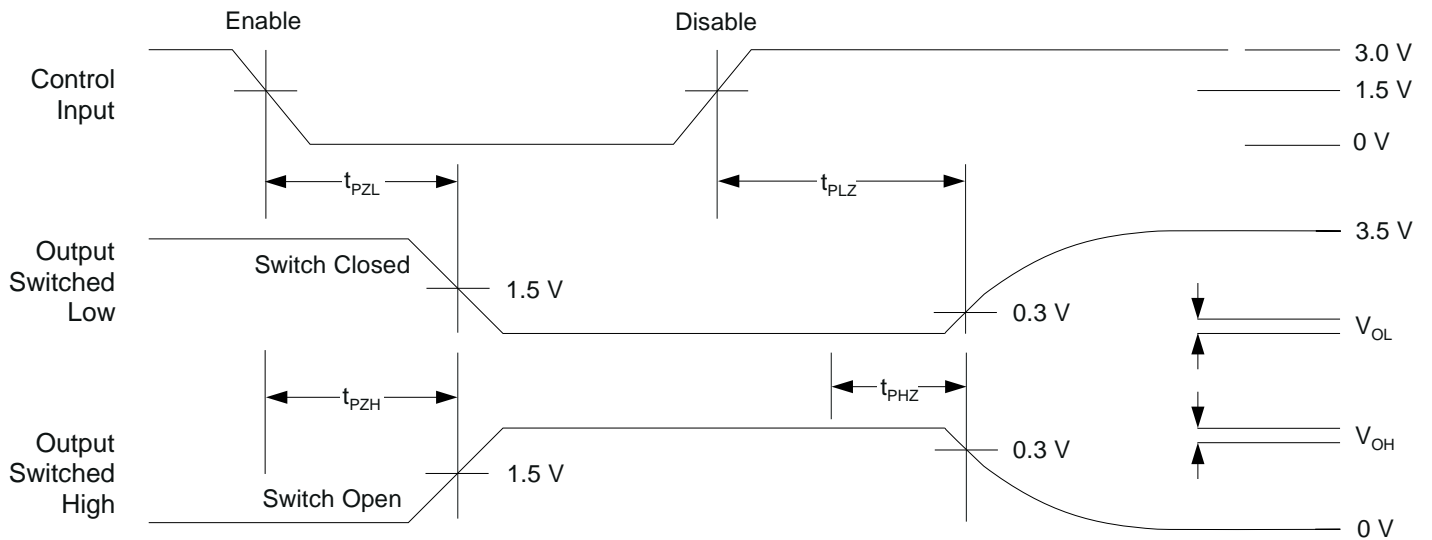 Enable
Disable
Control
Input
3.0 V
1.5 V
0 V
tPZL
tPLZ
Output
Switched
Low
Switch Closed
1.5 V
0.3 V
3.5 V
VOL
tPZH
tPHZ
Output
Switched
High
Switch Open
1.5 V
0.3 V
VOH
0 V